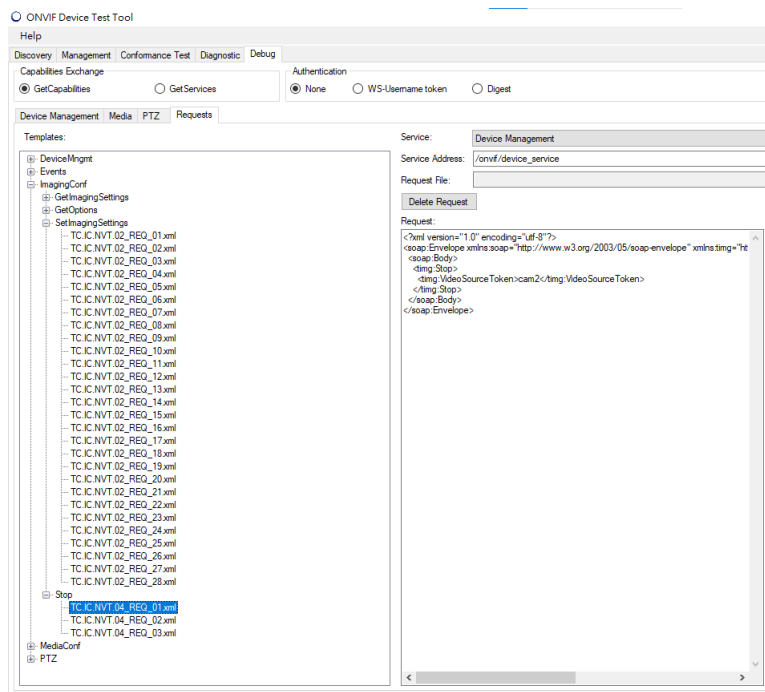 ONVIF Device Test Tool
Help
Discovery Management Conformance Test Diagnostic Debug
Capabilities Exchange
GetCapabilities GetServices
Authentication
None WS-Username token Digest
Device Management Media PTZ Requests
Templates:
DeviceMngmt
Events
ImagingConf
GetImagingSettings
GetOptions
SetImagingSettings
TC.IC.NVT.02_REQ_01.xml
TC.IC.NVT.02_REQ_02.xml
TC.IC.NVT.02_REQ_03.xml
TC.IC.NVT.02_REQ_04.xml
TC.IC.NVT.02_REQ_05.xml
TC.IC.NVT.02_REQ_06.xml
TC.IC.NVT.02_REQ_07.xml
TC.IC.NVT.02_REQ_08.xml
TC.IC.NVT.02_REQ_09.xml
TC.IC.NVT.02_REQ_10.xml
TC.IC.NVT.02_REQ_11.xml
TC.IC.NVT.02_REQ_12.xml
TC.IC.NVT.02_REQ_13.xml
TC.IC.NVT.02_REQ_14.xml
TC.IC.NVT.02_REQ_15.xml
TC.IC.NVT.02_REQ_16.xml
TC.IC.NVT.02_REQ_17.xml
TC.IC.NVT.02_REQ_18.xml
TC.IC.NVT.02_REQ_19.xml
TC.IC.NVT.02_REQ_20.xml
TC.IC.NVT.02_REQ_21.xml
TC.IC.NVT.02_REQ_22.xml
TC.IC.NVT.02_REQ_23.xml
TC.IC.NVT.02_REQ_24.xml
TC.IC.NVT.02_REQ_25.xml
TC.IC.NVT.02_REQ_26.xml
TC.IC.NVT.02_REQ_27.xml
TC.IC.NVT.02_REQ_28.xml
Stop
TC.IC.NVT.04_REQ_01.xml
TC.IC.NVT.04_REQ_02.xml
TC.IC.NVT.04_REQ_03.xml
MediaConf
PTZ
Service: Device Management
Service Address: /onvif/device_service
Request File:
Delete Request
Request:
<?xml version="1.0" encoding="utf-8"?>
<soap:Envelope xmlns:soap="http://www.w3.org/2003/05/soap-envelope" xmlns:timg="ht
<soap:Body>
<timg:Stop>
<timg:VideoSourceToken>cam2</timg:VideoSourceToken>
</timg:Stop>
</soap:Body>
</soap:Envelope>